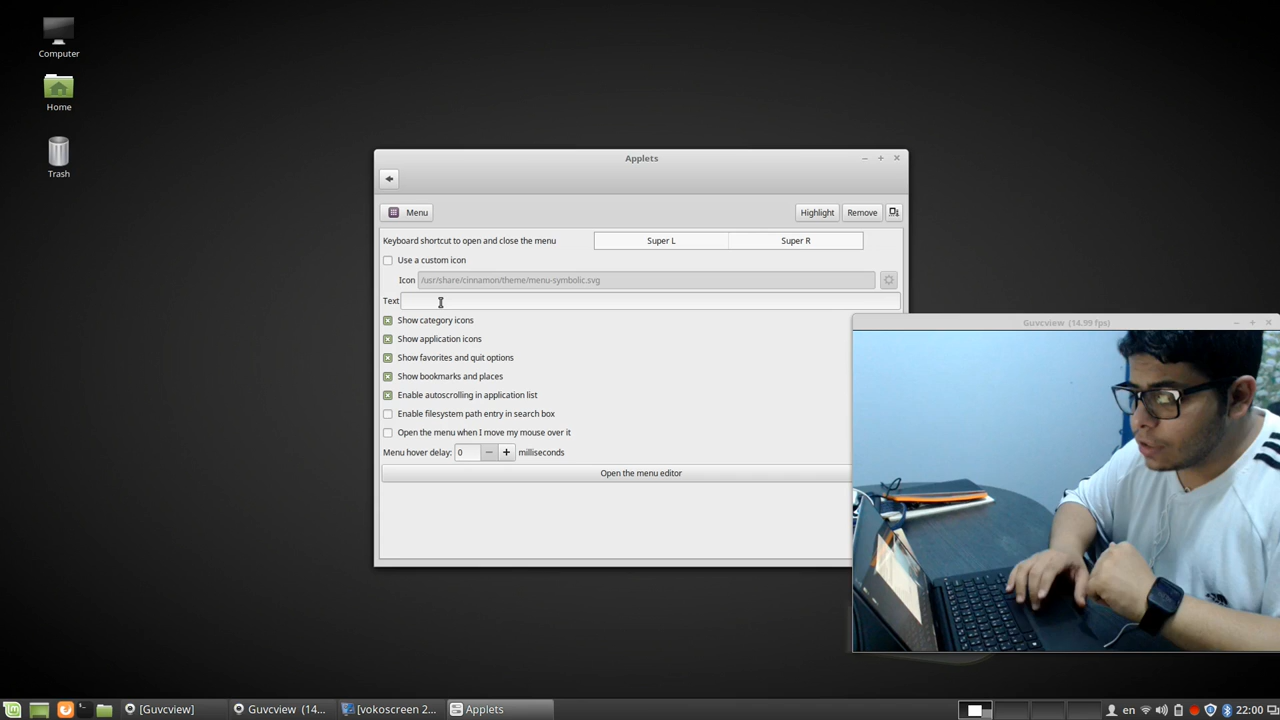 Computer
Home
Trash
Applets
Menu
Highlight
Remove
Keyboard shortcut to open and close the menu
Super L
Super R
Use a custom icon
Icon
/usr/share/cinnamon/theme/menu-symbolic.svg
Text
Show category icons
Show application icons
Show favorites and quit options
Show bookmarks and places
Enable autoscrolling in application list
Enable filesystem path entry in search box
Open the menu when I move my mouse over it
Menu hover delay:
0
milliseconds
Open the menu editor
Guvcview (14.99 fps)
[Guvcview]
Guvcview (14...
[vokoscreen 2...
Applets
en
22:00